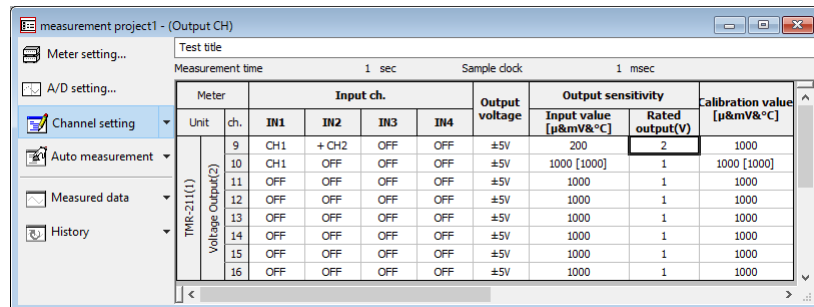 measurement project1 - (Output CH)
Meter setting...
A/D setting...
Channel setting
Auto measurement
Measured data
History
Test title
Measurement time 1 sec Sample clock 1 msec
Meter Input ch. Output voltage Output sensitivity Calibration value [µ&mV&°C]
Unit ch. IN1 IN2 IN3 IN4 Input value [µ&mV&°C] Rated output(V)
TMR-211(1)
Voltage Output(2)
9 CH1 + CH2 OFF OFF ±5V 200 2 1000
10 CH1 OFF OFF OFF ±5V 1000 [1000] 1 1000 [1000]
11 OFF OFF OFF OFF ±5V 1000 1 1000
12 OFF OFF OFF OFF ±5V 1000 1 1000
13 OFF OFF OFF OFF ±5V 1000 1 1000
14 OFF OFF OFF OFF ±5V 1000 1 1000
15 OFF OFF OFF OFF ±5V 1000 1 1000
16 OFF OFF OFF OFF ±5V 1000 1 1000